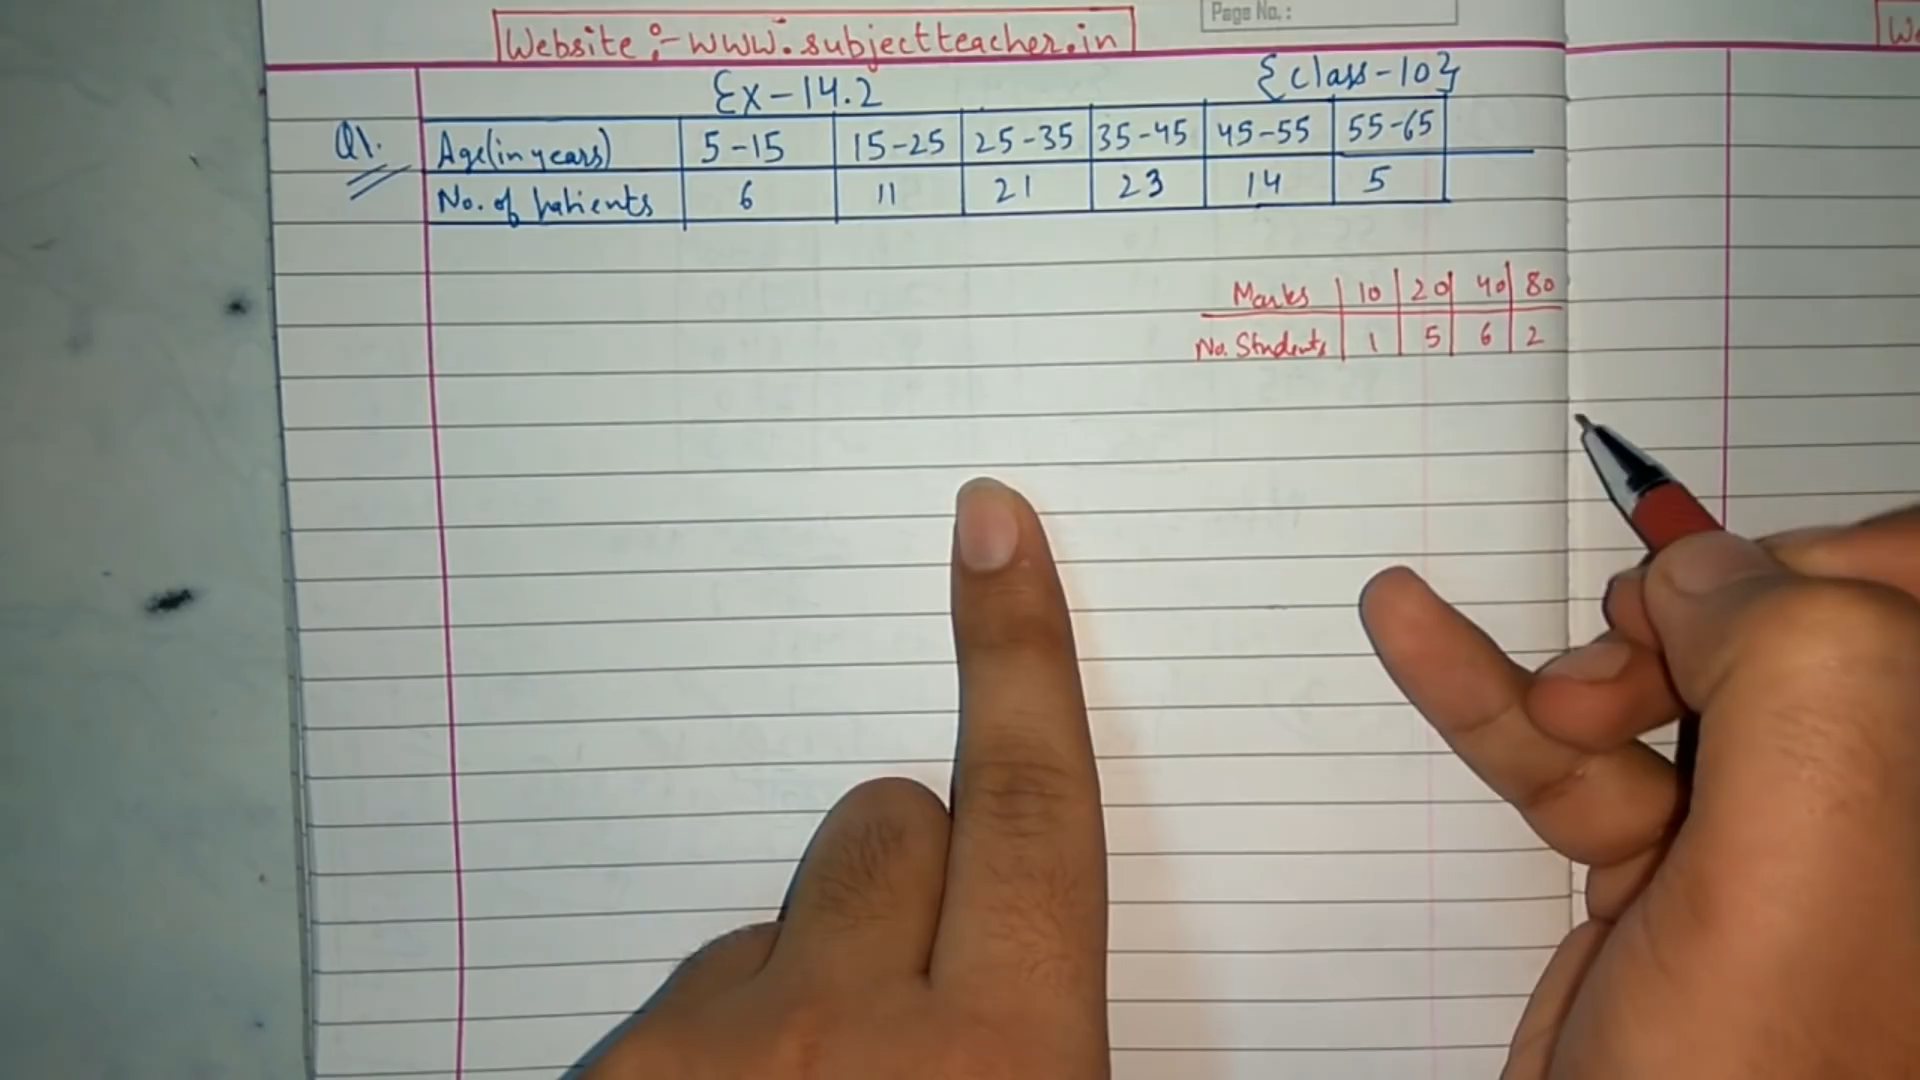 Page No.:
Website :- www.subjectteacher.in
Ex-14.2 {class-10}
Q1. Age(in years) 5-15 15-25 25-35 35-45 45-55 55-65
No. of patients 6 11 21 23 14 5
Marks 10 20 40 80
No. Students 1 5 6 2